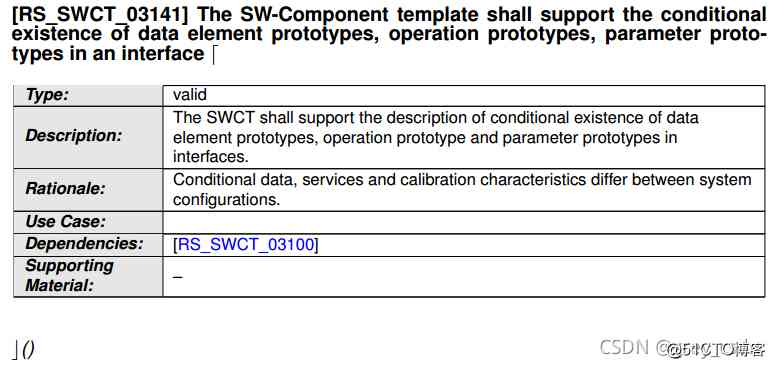 [RS_SWCT_03141] The SW-Component template shall support the conditional
existence of data element prototypes, operation prototypes, parameter proto-
types in an interface ⌈
Type: valid
Description: The SWCT shall support the description of conditional existence of data
element prototypes, operation prototype and parameter prototypes in
interfaces.
Rationale: Conditional data, services and calibration characteristics differ between system
configurations.
Use Case:
Dependencies: [RS_SWCT_03100]
Supporting
Material: –
⌋()
CSDN @51CTO博客